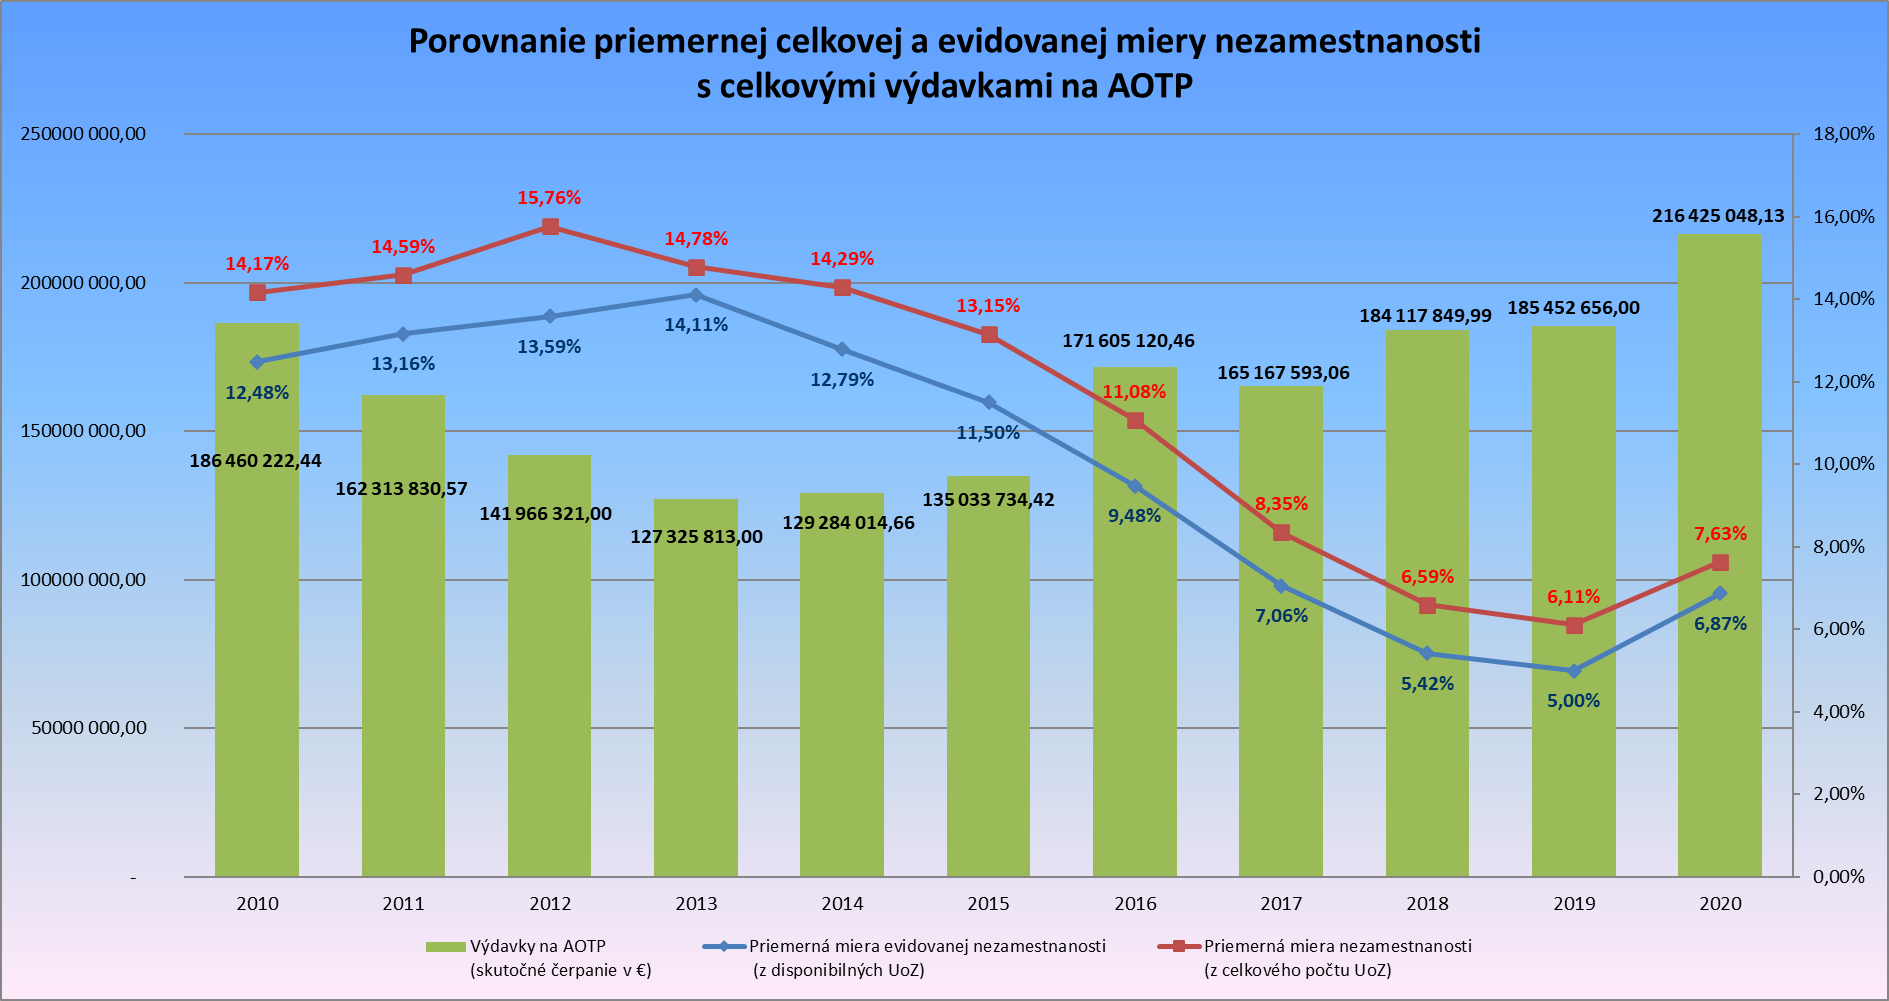 Porovnanie priemernej celkovej a evidovanej miery nezamestnanosti
s celkovými výdavkami na AOTP
250000 000,00
200000 000,00
150000 000,00
100000 000,00
50000 000,00
-
18,00%
16,00%
14,00%
12,00%
10,00%
8,00%
6,00%
4,00%
2,00%
0,00%
14,17%
14,59%
15,76%
14,78%
14,29%
13,15%
11,08%
8,35%
6,59%
6,11%
7,63%
12,48%
13,16%
13,59%
14,11%
12,79%
11,50%
9,48%
7,06%
5,42%
5,00%
6,87%
186 460 222,44
162 313 830,57
141 966 321,00
127 325 813,00
129 284 014,66
135 033 734,42
171 605 120,46
165 167 593,06
184 117 849,99
185 452 656,00
216 425 048,13
2010 2011 2012 2013 2014 2015 2016 2017 2018 2019 2020
Výdavky na AOTP
(skutočné čerpanie v €)
Priemerná miera evidovanej nezamestnanosti
(z disponibilných UoZ)
Priemerná miera nezamestnanosti
(z celkového počtu UoZ)